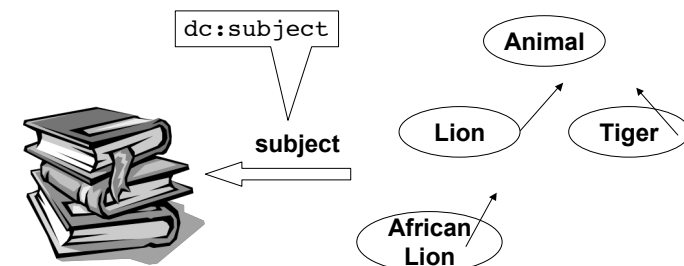 dc:subject
Animal
subject
Lion
Tiger
African
Lion